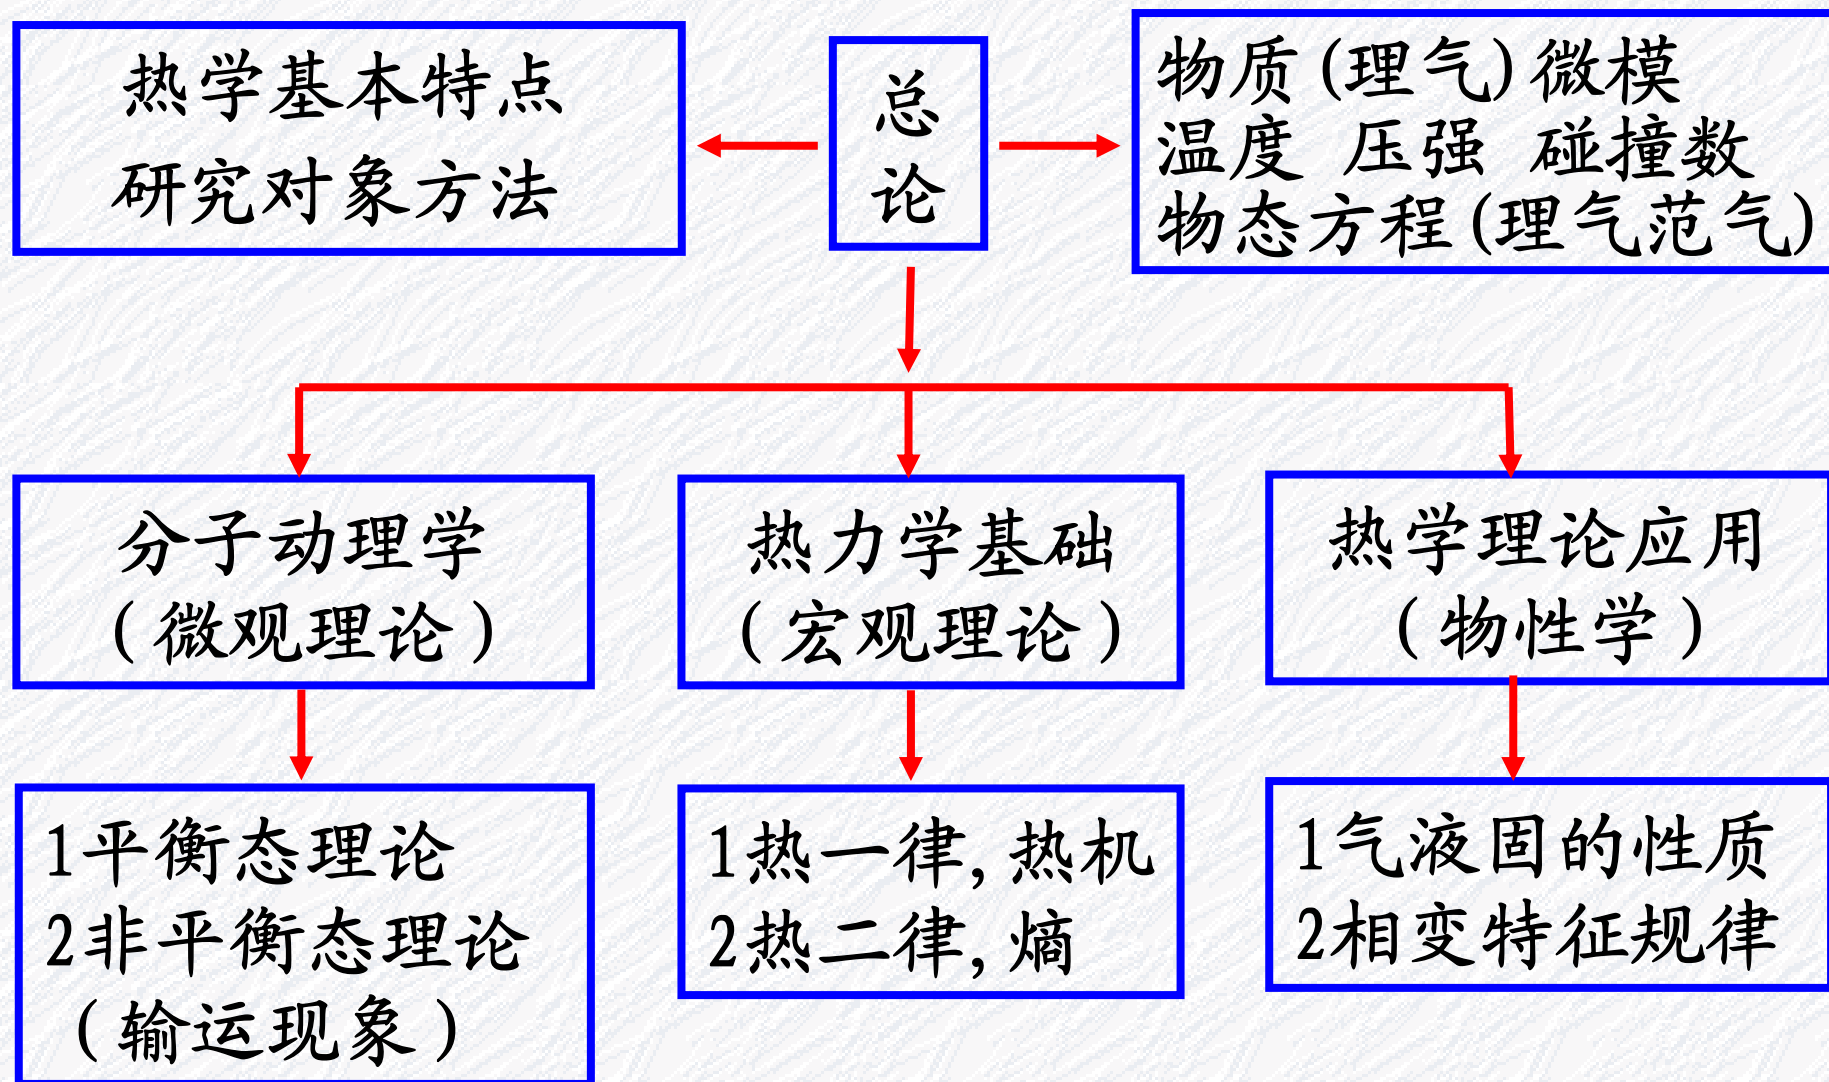 热学基本特点
研究对象方法
总
论
物质(理气)微模
温度 压强 碰撞数
物态方程(理气范气)
分子动理学
(微观理论)
热力学基础
(宏观理论)
热学理论应用
(物性学)
1平衡态理论
2非平衡态理论
(输运现象)
1热一律,热机
2热二律,熵
1气液固的性质
2相变特征规律